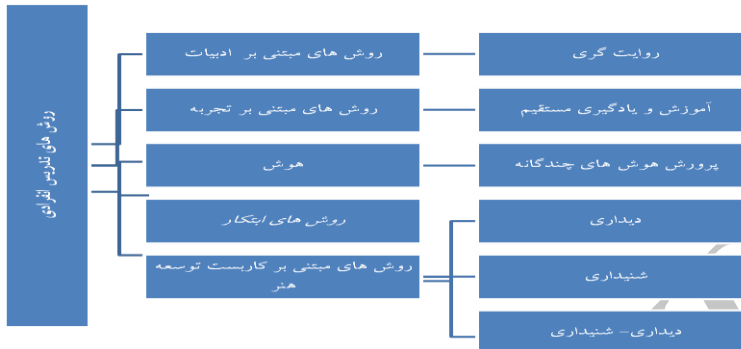 روش های تدریس انفرادی
روش های مبتنی بر ادبیات
روایت گری
روش های مبتنی بر تجربه
آموزش و یادگیری مستقیم
هوش
پرورش هوش های چندگانه
روش های ابتکار
روش های مبتنی بر کاربست توسعه
هنر
دیداری
شنیداری
دیداری- شنیداری